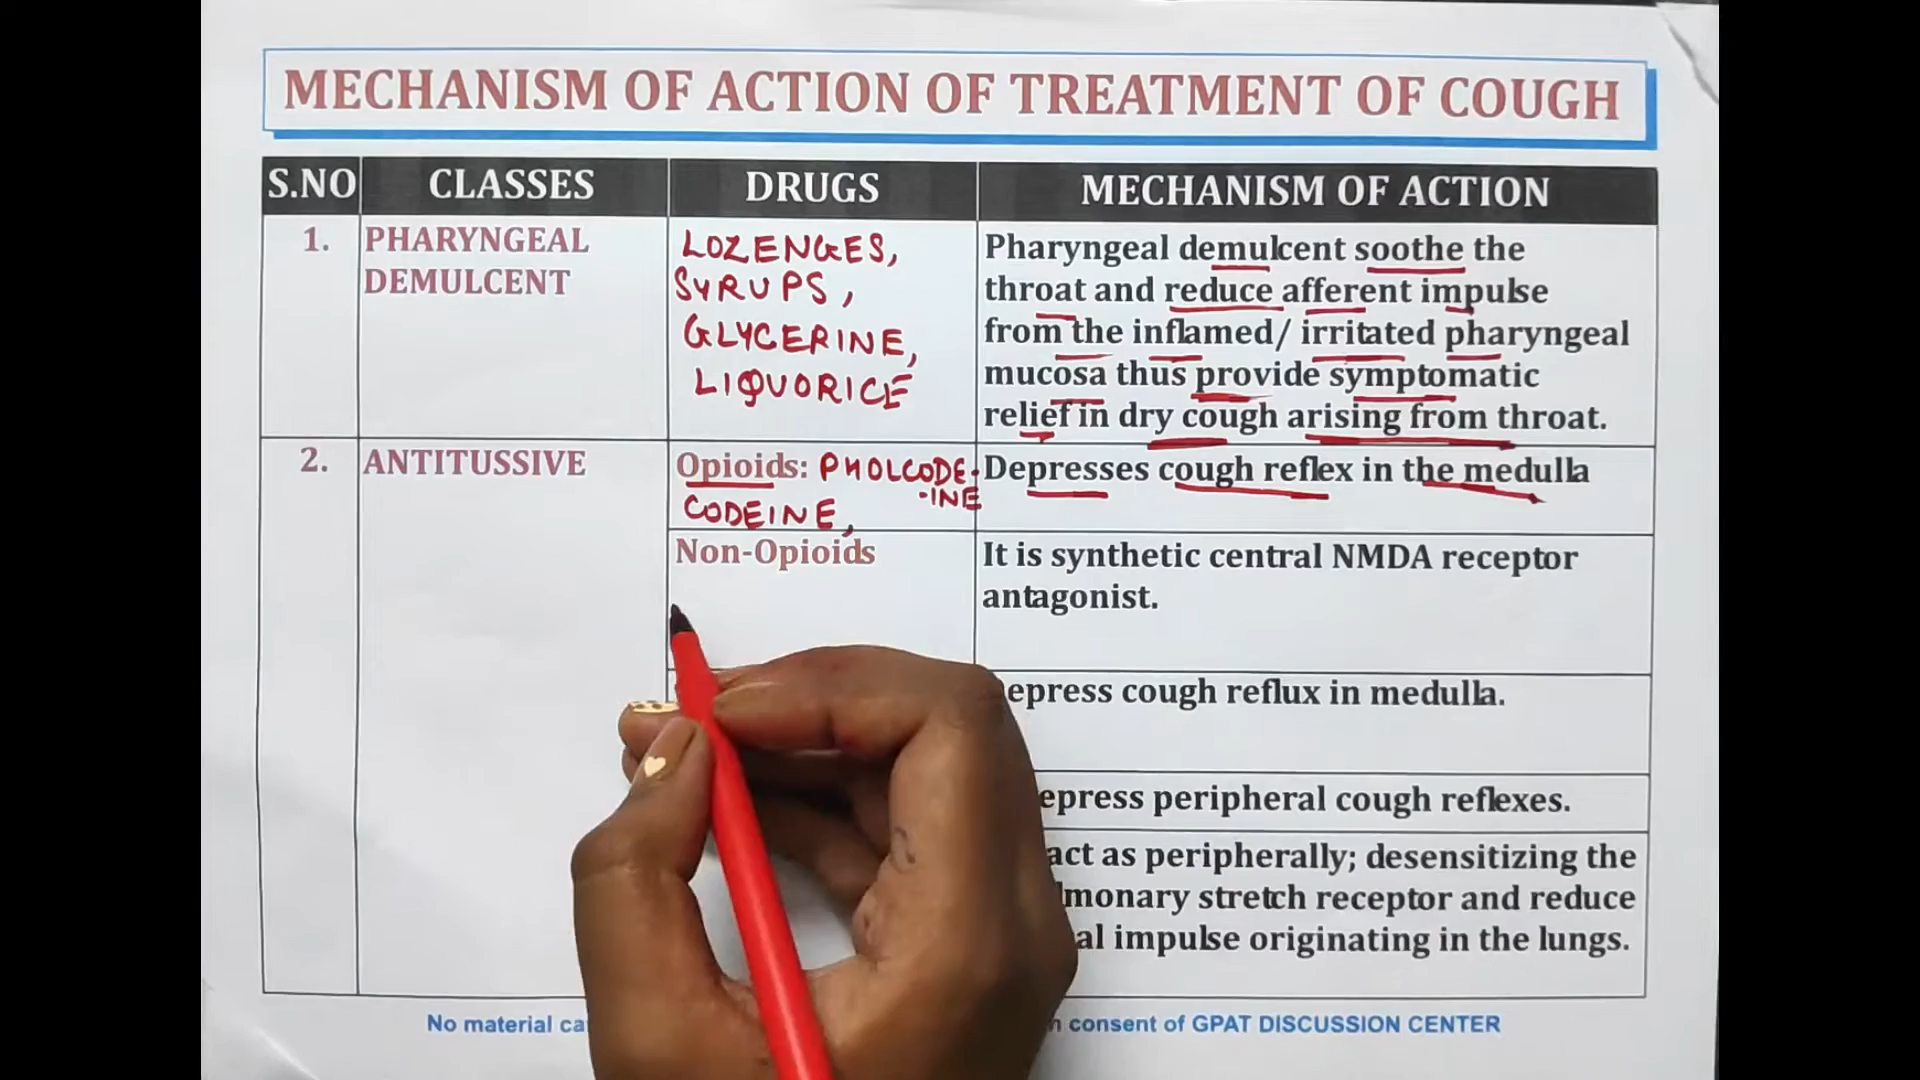 MECHANISM OF ACTION OF TREATMENT OF COUGH
S.NO CLASSES DRUGS MECHANISM OF ACTION
1. PHARYNGEAL DEMULCENT
LOZENGES,
SYRUPS,
GLYCERINE,
LIQUORICE
Pharyngeal demulcent soothe the
throat and reduce afferent impulse
from the inflamed/ irritated pharyngeal
mucosa thus provide symptomatic
relief in dry cough arising from throat.
2. ANTITUSSIVE
Opioids: PHOLCODE-
-INE
CODEINE,
Depresses cough reflex in the medulla
Non-Opioids
It is synthetic central NMDA receptor
antagonist.
epress cough reflux in medulla.
epress peripheral cough reflexes.
act as peripherally; desensitizing the
lmonary stretch receptor and reduce
al impulse originating in the lungs.
No material ca
consent of GPAT DISCUSSION CENTER